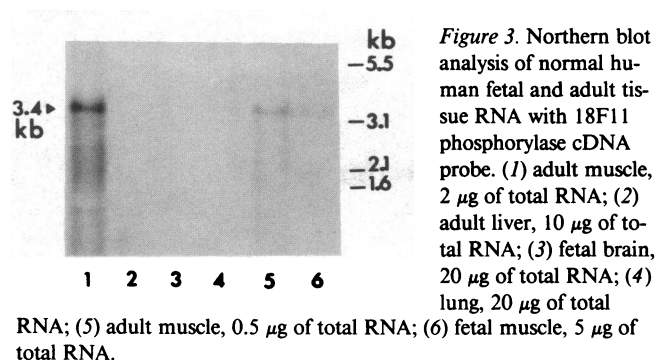 kb
5.5
3.4
kb
3.1
2.1
1.6
1 2 3 4 5 6
Figure 3. Northern blot
analysis of normal hu-
man fetal and adult tis-
sue RNA with 18F11
phosphorylase cDNA
probe. (1) adult muscle,
2 μg of total RNA; (2)
adult liver, 10 μg of to-
tal RNA; (3) fetal brain,
20 μg of total RNA; (4)
lung, 20 μg of total
RNA; (5) adult muscle, 0.5 μg of total RNA; (6) fetal muscle, 5 μg of
total RNA.